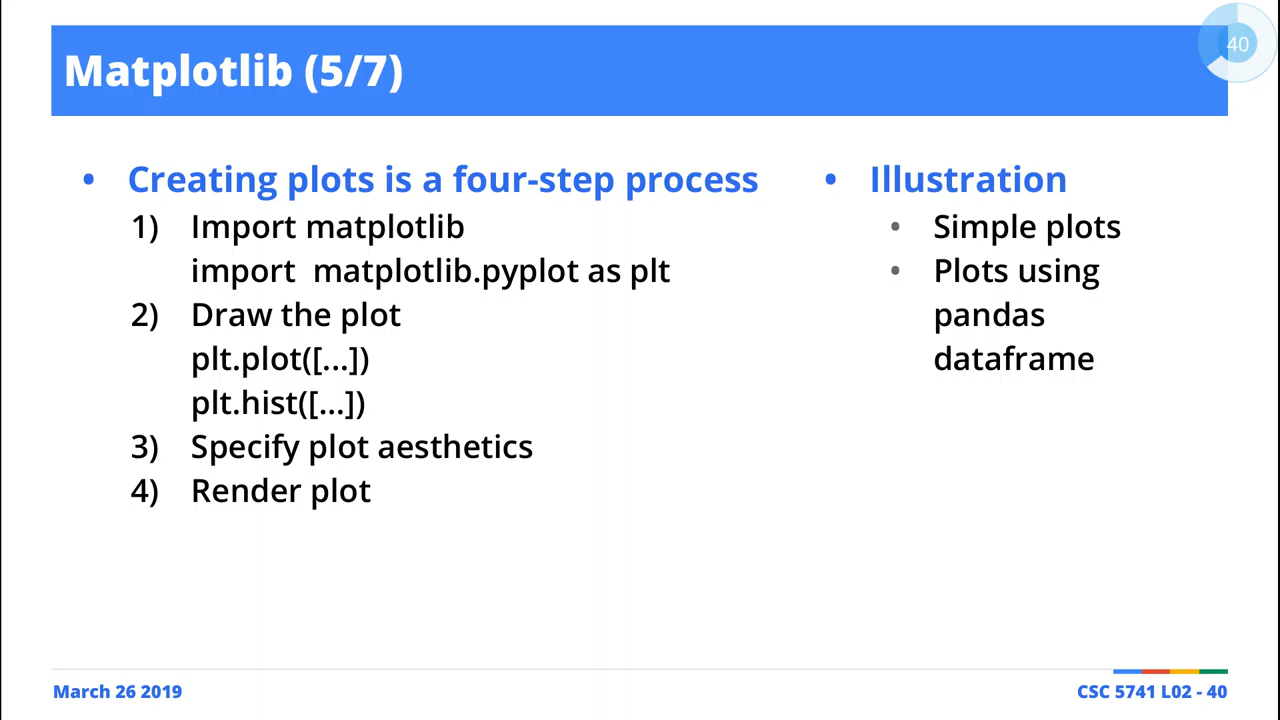 40
Matplotlib (5/7)
• Creating plots is a four-step process
1) Import matplotlib
import matplotlib.pyplot as plt
2) Draw the plot
plt.plot([...])
plt.hist([...])
3) Specify plot aesthetics
4) Render plot
• Illustration
• Simple plots
• Plots using
pandas
dataframe
March 26 2019
CSC 5741 L02 - 40